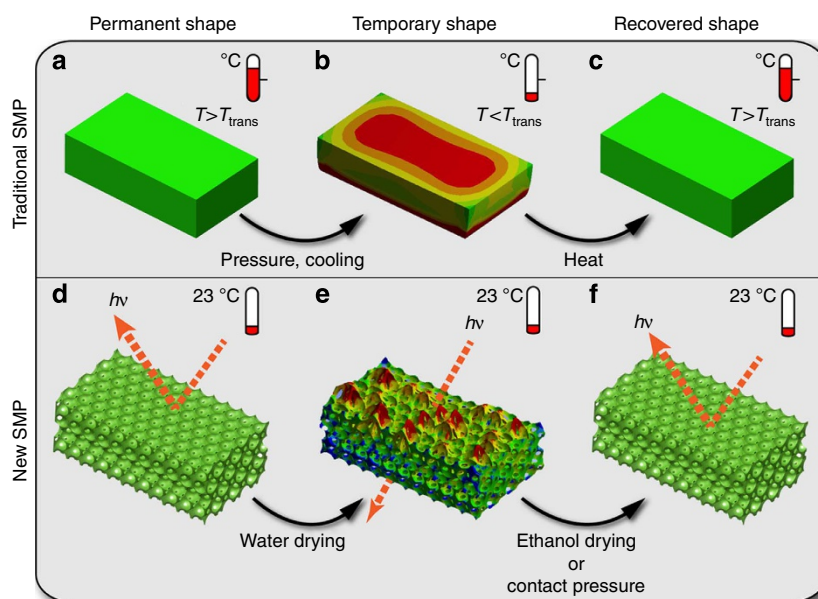 Permanent shape
Temporary shape
Recovered shape
Traditional SMP
a
°C
T>Ttrans
b
°C
T<Ttrans
c
°C
T>Ttrans
Pressure, cooling
Heat
New SMP
d
hν
23 °C
e
23 °C
hν
f
23 °C
hν
Water drying
Ethanol drying
or
contact pressure